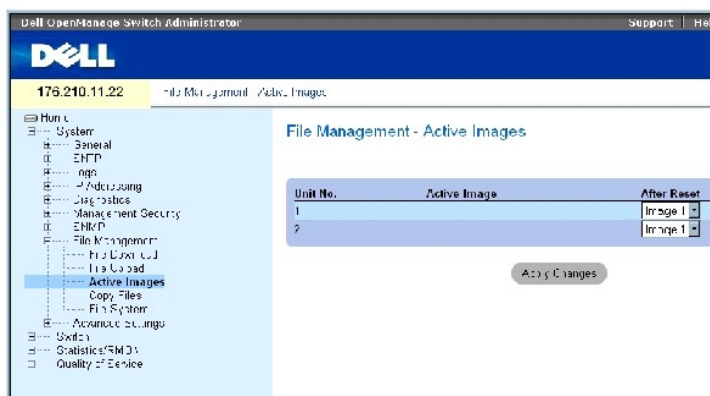 Dell OpenManage Switch Administrator
Support
Hel
DELL
176.210.11.22
File Management - Active Images
Home
System
General
SNTP
Logs
IP Addressing
Diagnostics
Management Security
SNMP
File Management
File Download
File Upload
Active Images
Copy Files
File System
Advanced Settings
Switch
Statistics/RMON
Quality of Service
File Management - Active Images
Unit No. Active Image After Reset
1 Image 1
2 Image 1
Apply Changes